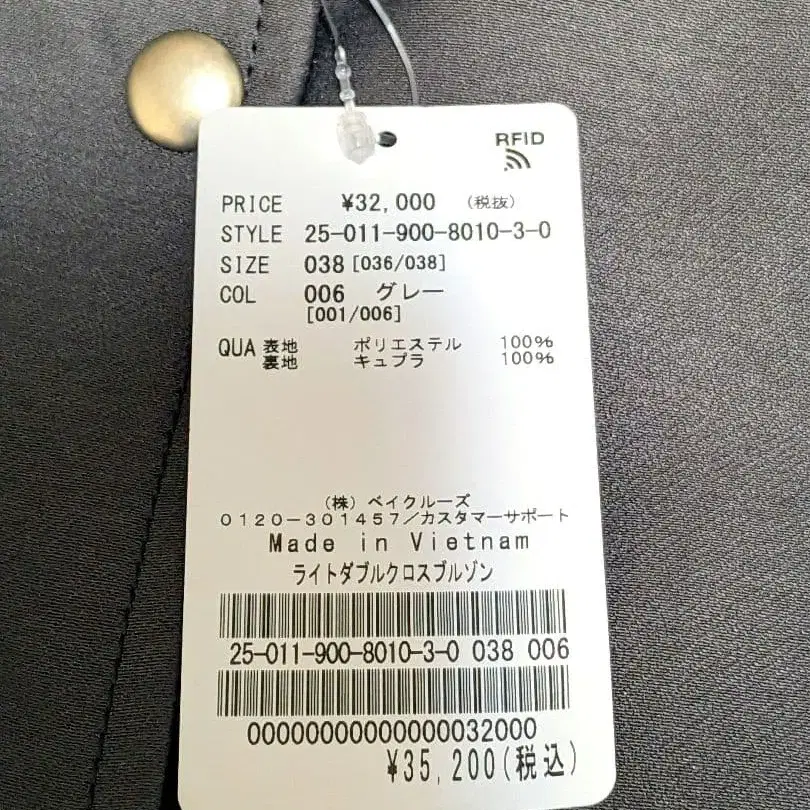 RFID
PRICE ¥32,000 (税抜)
STYLE 25-011-900-8010-3-0
SIZE 038 [036/038]
COL 006 グレー
[001/006]
QUA 表地 ポリエステル 100%
裏地 キュプラ 100%
(株) ベイクルーズ
0120-301457/カスタマーサポート
Made in Vietnam
ライトダブルクロスブルゾン
25-011-900-8010-3-0 038 006
00000000000000032000
¥35,200(税込)